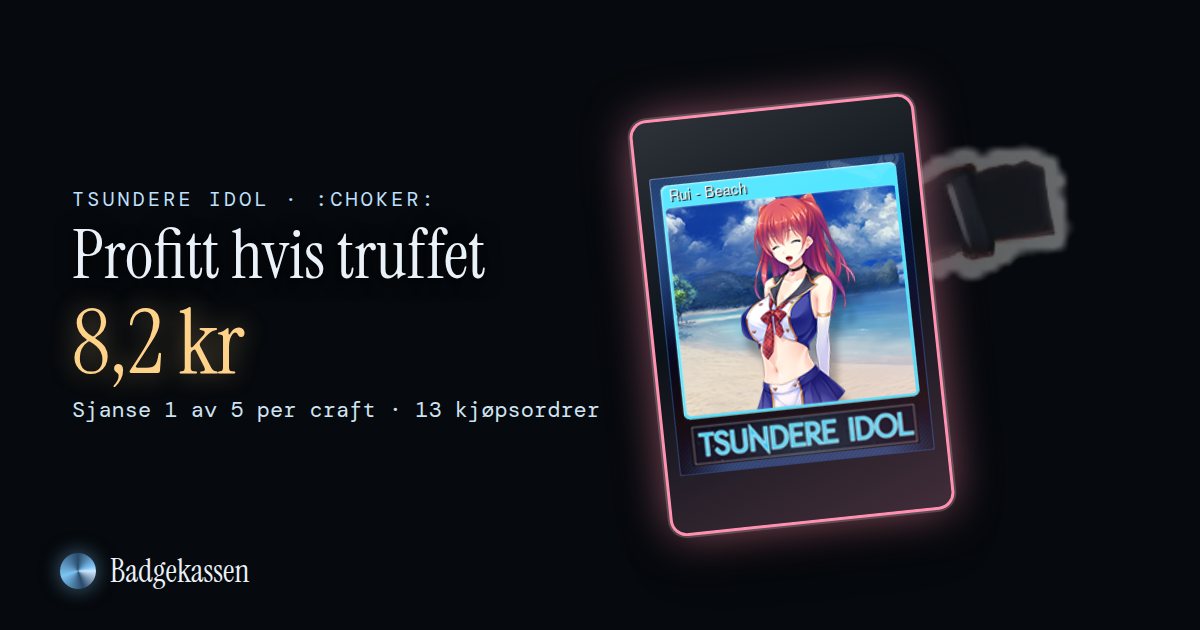 TSUNDERE IDOL · :CHOKER:
Profitt hvis truffet
8,2 kr
Sjanse 1 av 5 per craft · 13 kjøpsordrer
Rui - Beach
TSUNDERE IDOL
Badgekassen